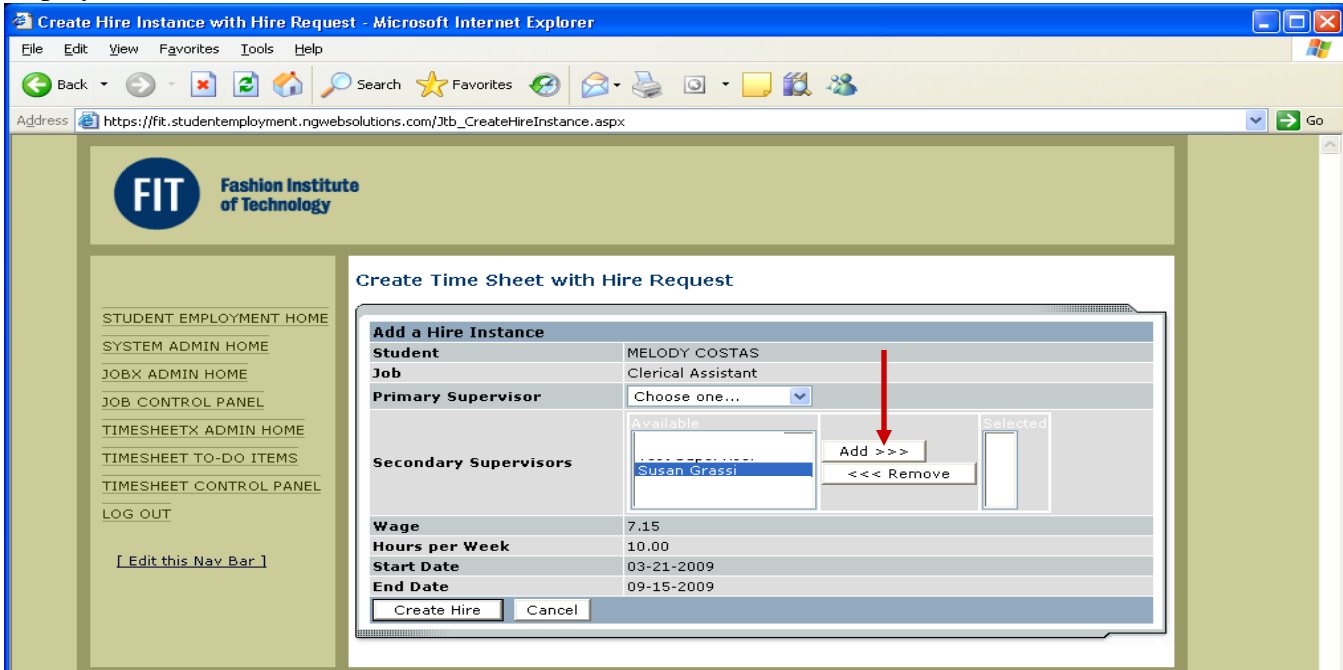 Create Hire Instance with Hire Reques t - Microsoft Internet Explorer
File Edit View Favorites Tools Help
Back Search Favorites
Address https://fit.studentemployment.ngwebsolutions.com/Jtb_CreateHireInstance.aspx Go
FIT Fashion Institute
of Technology
Create Time Sheet with Hire Request
STUDENT EMPLOYMENT HOME
SYSTEM ADMIN HOME
JOBX ADMIN HOME
JOB CONTROL PANEL
TIMESHEETX ADMIN HOME
TIMESHEET TO-DO ITEMS
TIMESHEET CONTROL PANEL
LOG OUT
[ Edit this Nav Bar ]
Add a Hire Instance
Student MELODY COSTAS
Job Clerical Assistant
Primary Supervisor Choose one...
Secondary Supervisors
Available
Susan Grassi
Add >>>
<<< Remove
Selected
Wage 7.15
Hours per Week 10.00
Start Date 03-21-2009
End Date 09-15-2009
Create Hire Cancel